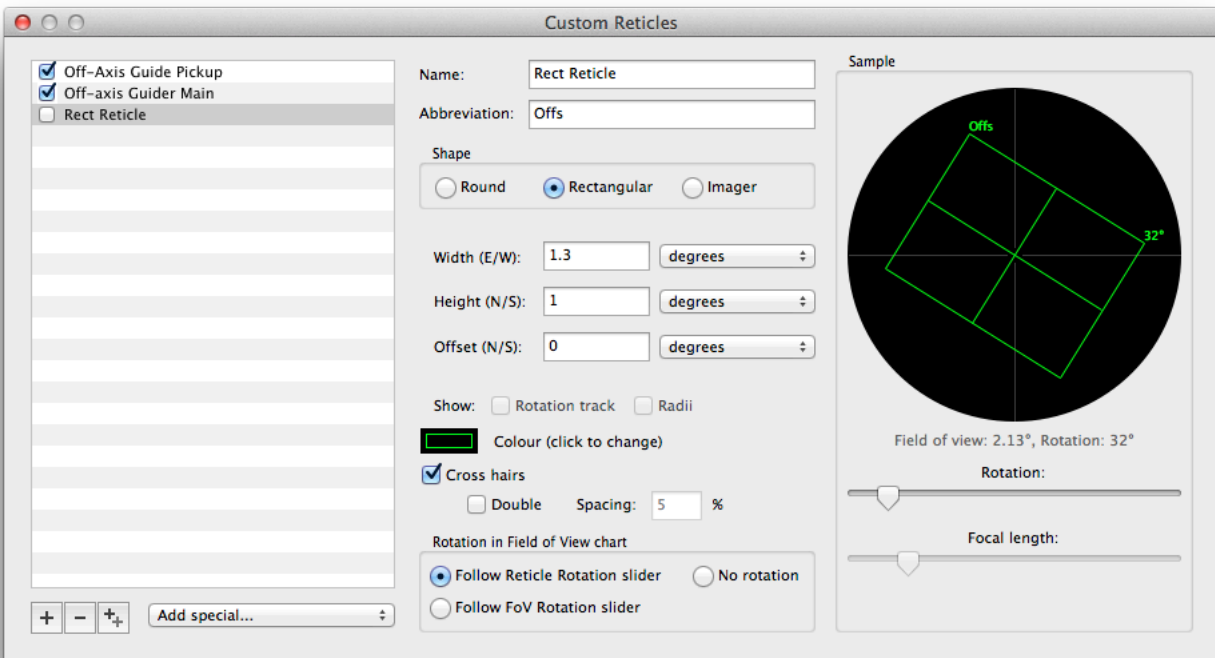 Custom Reticles
Off-Axis Guide Pickup
Off-axis Guider Main
Rect Reticle
Add special...
Name: Rect Reticle
Abbreviation: Offs
Shape
Round Rectangular Imager
Width (E/W): 1.3 degrees
Height (N/S): 1 degrees
Offset (N/S): 0 degrees
Show: Rotation track Radii
Colour (click to change)
Cross hairs
Double Spacing: 5 %
Rotation in Field of View chart
Follow Reticle Rotation slider No rotation
Follow FoV Rotation slider
Sample
Offs
32°
Field of view: 2.13°, Rotation: 32°
Rotation:
Focal length: